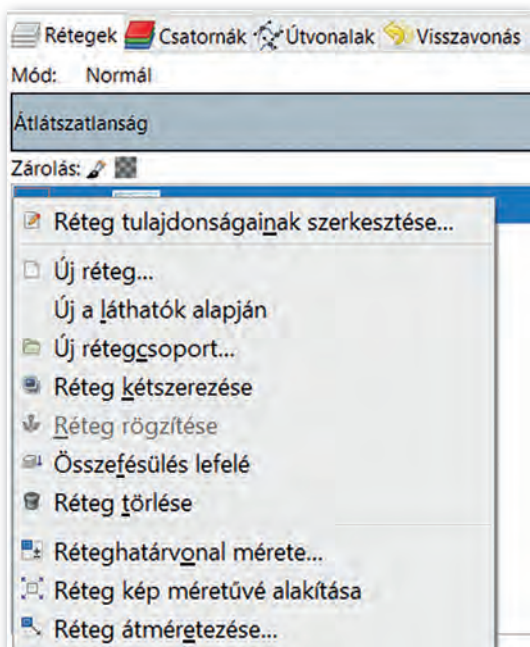 Rétegek Csatornák Útvonalak Visszavonás
Mód: Normál
Átlátszatlanság
Zárolás:
Réteg tulajdonságainak szerkesztése...
Új réteg...
Új a láthatók alapján
Új rétegcsoport...
Réteg kétszerezése
Réteg rögzítése
Összefésülés lefelé
Réteg törlése
Réteghatárvonal mérete...
Réteg kép méretűvé alakítása
Réteg átméretezése...